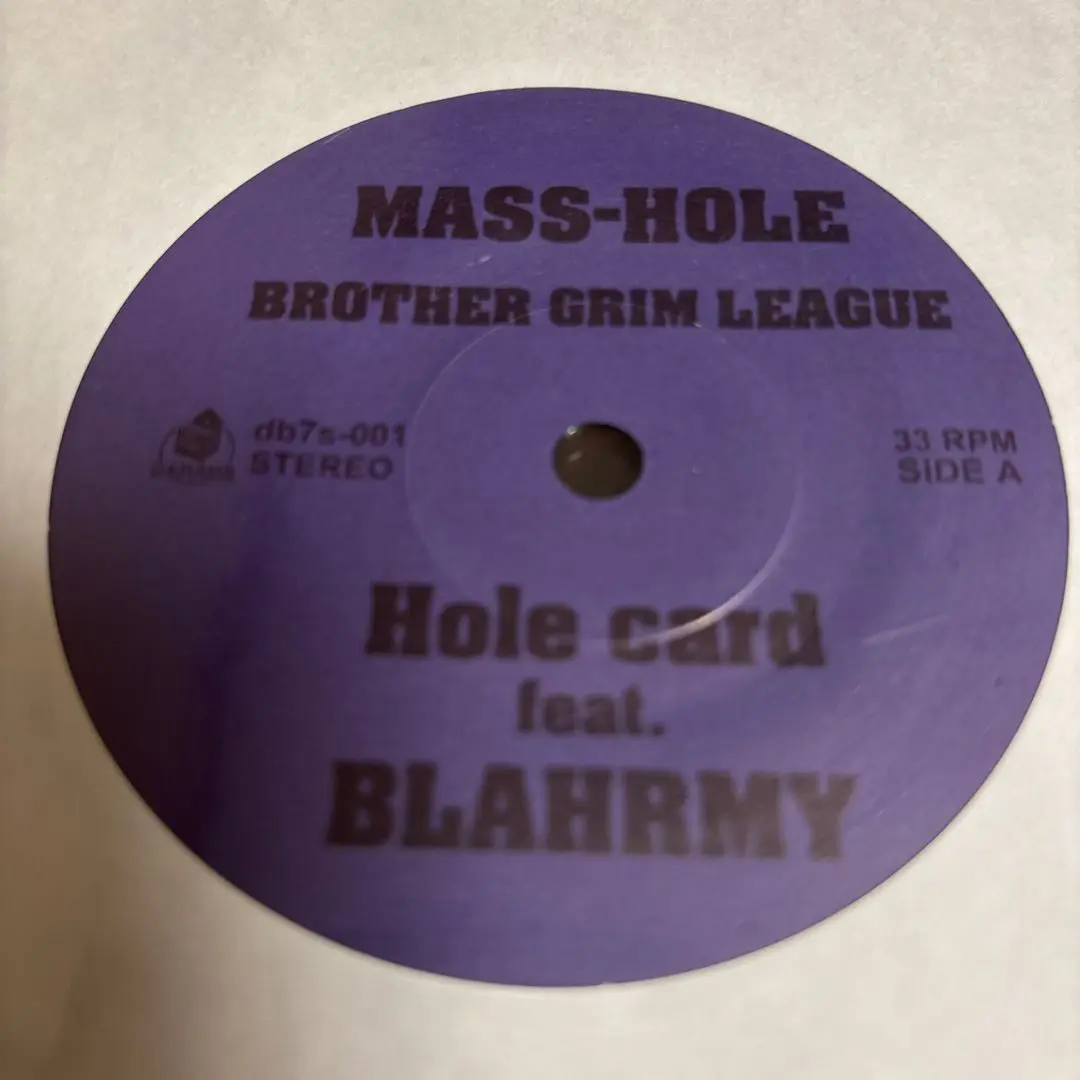 MASS-HOLE
BROTHER GRIM LEAGUE
db7s-001
STEREO
33 RPM
SIDE A
Hole card
feat.
BLAHRMY